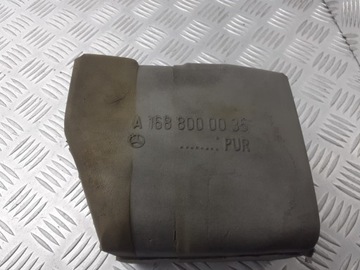 A 168 800 00 35
........ PUR